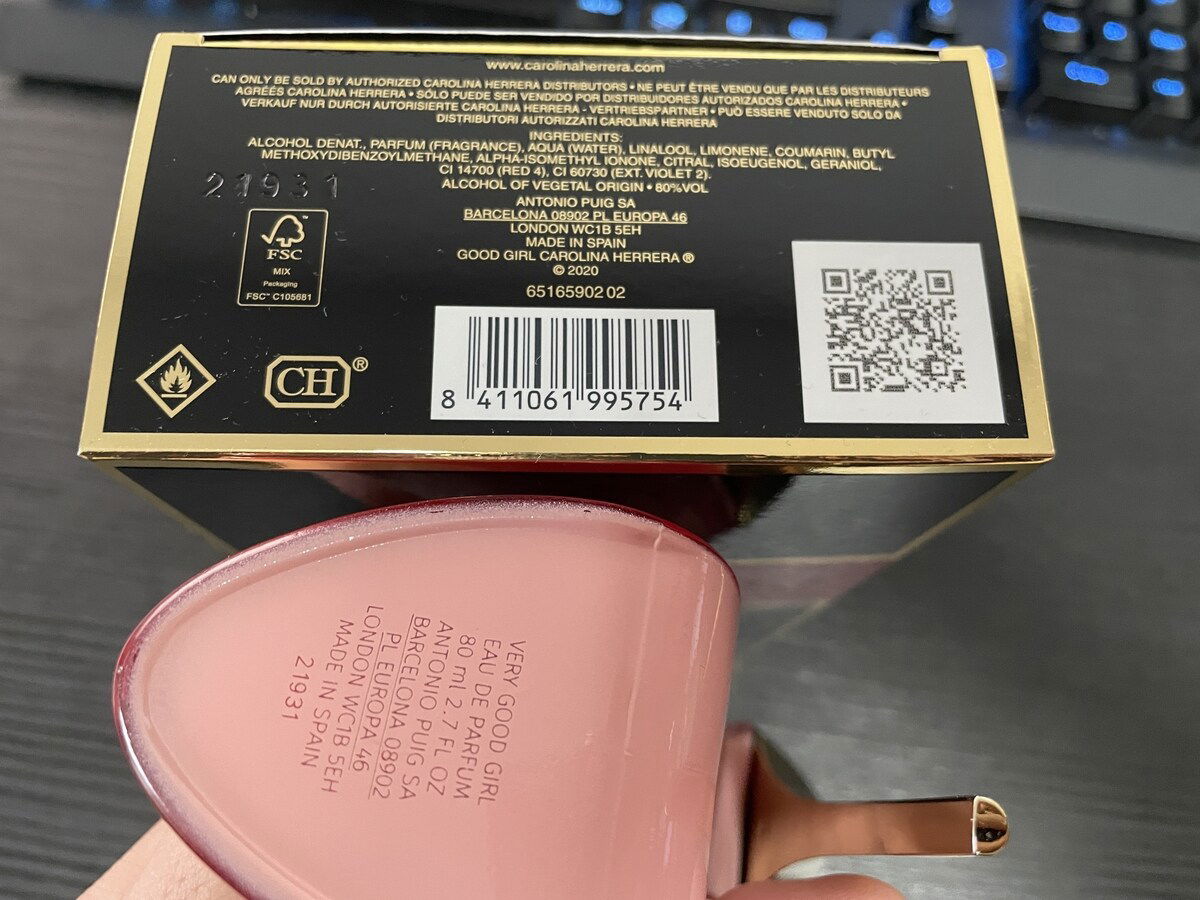 www.carolinaherrera.com
CAN ONLY BE SOLD BY AUTHORIZED CAROLINA HERRERA DISTRIBUTORS • NE PEUT ÊTRE VENDU QUE PAR LES DISTRIBUTEURS
AGRÉÉS CAROLINA HERRERA • SÓLO PUEDE SER VENDIDO POR DISTRIBUIDORES AUTORIZADOS CAROLINA HERRERA •
VERKAUF NUR DURCH AUTORISIERTE CAROLINA HERRERA - VERTRIEBSPARTNER • PUÒ ESSERE VENDUTO SOLO DA
DISTRIBUTORI AUTORIZZATI CAROLINA HERRERA
INGREDIENTS:
ALCOHOL DENAT., PARFUM (FRAGRANCE), AQUA (WATER), LINALOOL, LIMONENE, COUMARIN, BUTYL
METHOXYDIBENZOYLMETHANE, ALPHA-ISOMETHYL IONONE, CITRAL, ISOEUGENOL, GERANIOL,
CI 14700 (RED 4), CI 60730 (EXT. VIOLET 2).
ALCOHOL OF VEGETAL ORIGIN • 80%VOL
21931
ANTONIO PUIG SA
BARCELONA 08902 PL EUROPA 46
LONDON WC1B 5EH
MADE IN SPAIN
GOOD GIRL CAROLINA HERRERA ®
© 2020
6516590202
FSC
MIX
Packaging
FSC™ C105681
CH®
8 411061 995754
VERY GOOD GIRL
EAU DE PARFUM
80 ml 2.7 FL OZ
ANTONIO PUIG SA
BARCELONA 08902
PL EUROPA 46
LONDON WC1B 5EH
MADE IN SPAIN
21931